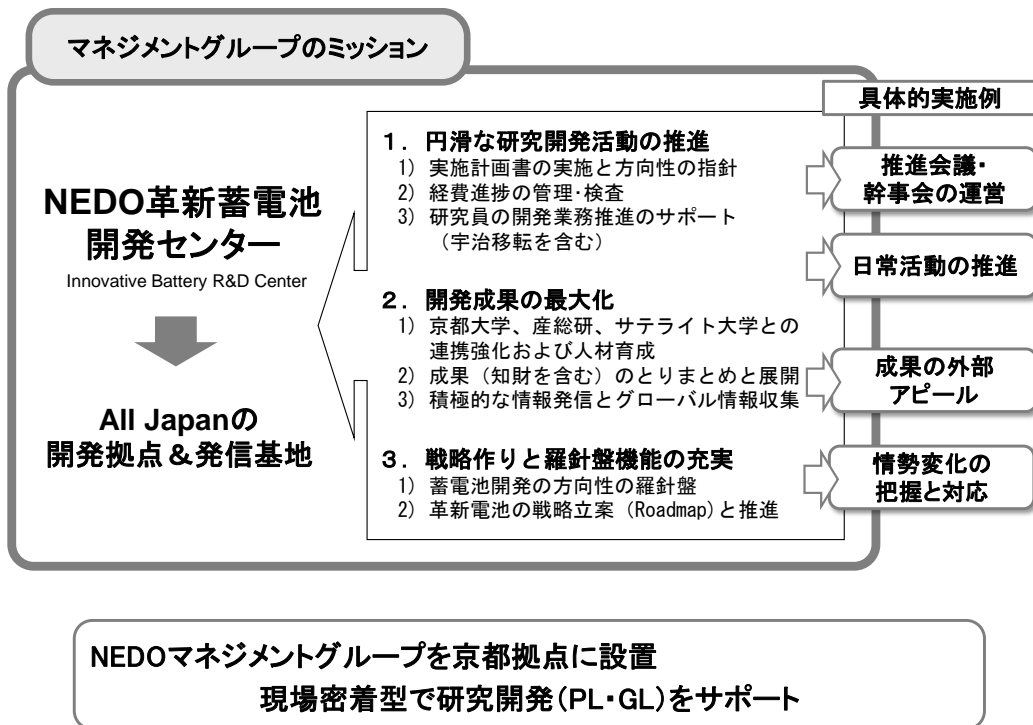 マネジメントグループのミッション
NEDO革新蓄電池
開発センター
Innovative Battery R&D Center
All Japanの
開発拠点＆発信基地
１．円滑な研究開発活動の推進
1) 実施計画書の実施と方向性の指針
2) 経費進捗の管理・検査
3) 研究員の開発業務推進のサポート
（宇治移転を含む）
２．開発成果の最大化
1) 京都大学、産総研、サテライト大学との
連携強化および人材育成
2) 成果（知財を含む）のとりまとめと展開
3) 積極的な情報発信とグローバル情報収集
３．戦略作りと羅針盤機能の充実
1) 蓄電池開発の方向性の羅針盤
2) 革新電池の戦略立案（Roadmap)と推進
具体的実施例
推進会議・
幹事会の運営
日常活動の推進
成果の外部
アピール
情勢変化の
把握と対応
NEDOマネジメントグループを京都拠点に設置
現場密着型で研究開発(PL・GL)をサポート